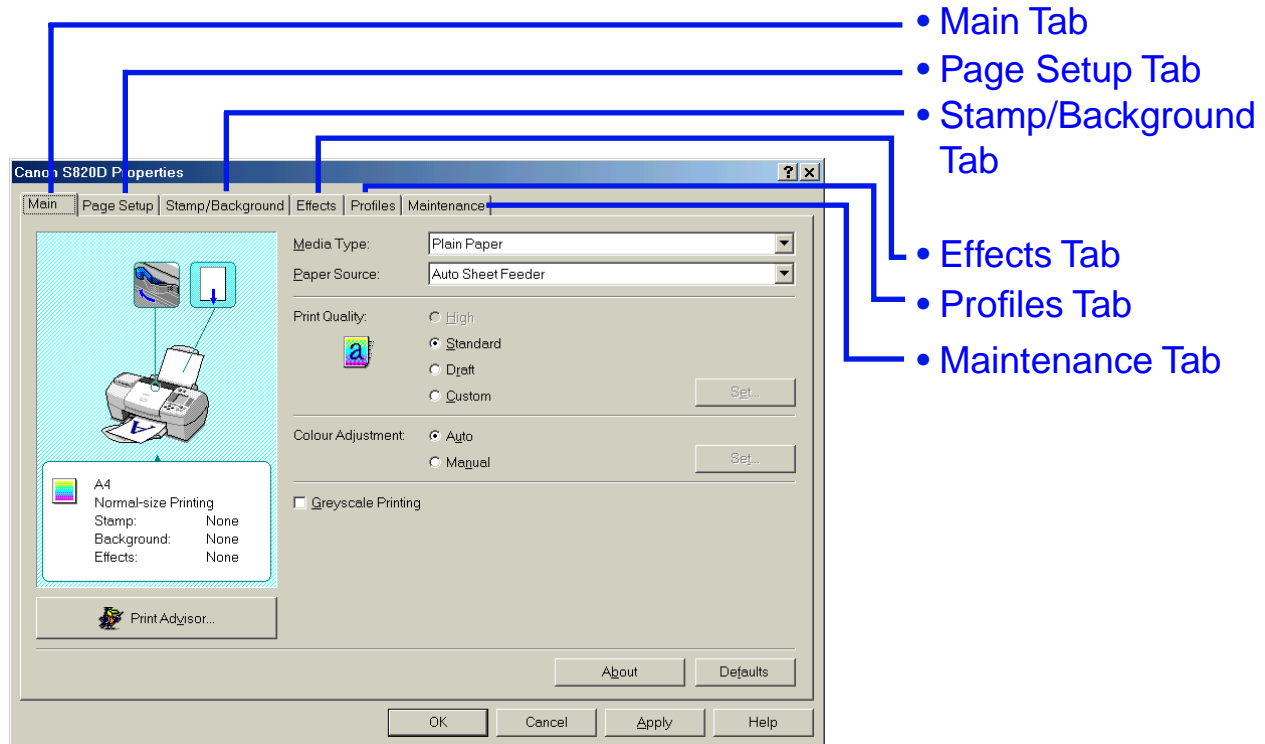 • Main Tab
• Page Setup Tab
• Stamp/Background
Tab
• Effects Tab
• Profiles Tab
• Maintenance Tab
Canon S820D Properties
Main Page Setup Stamp/Background Effects Profiles Maintenance
Media Type: Plain Paper
Paper Source: Auto Sheet Feeder
Print Quality: High
a
Standard
Draft
Custom Set...
Colour Adjustment: Auto
Manual Set...
Greyscale Printing
A
A4
Normal-size Printing
Stamp: None
Background: None
Effects: None
Print Advisor...
About Defaults
OK Cancel Apply Help